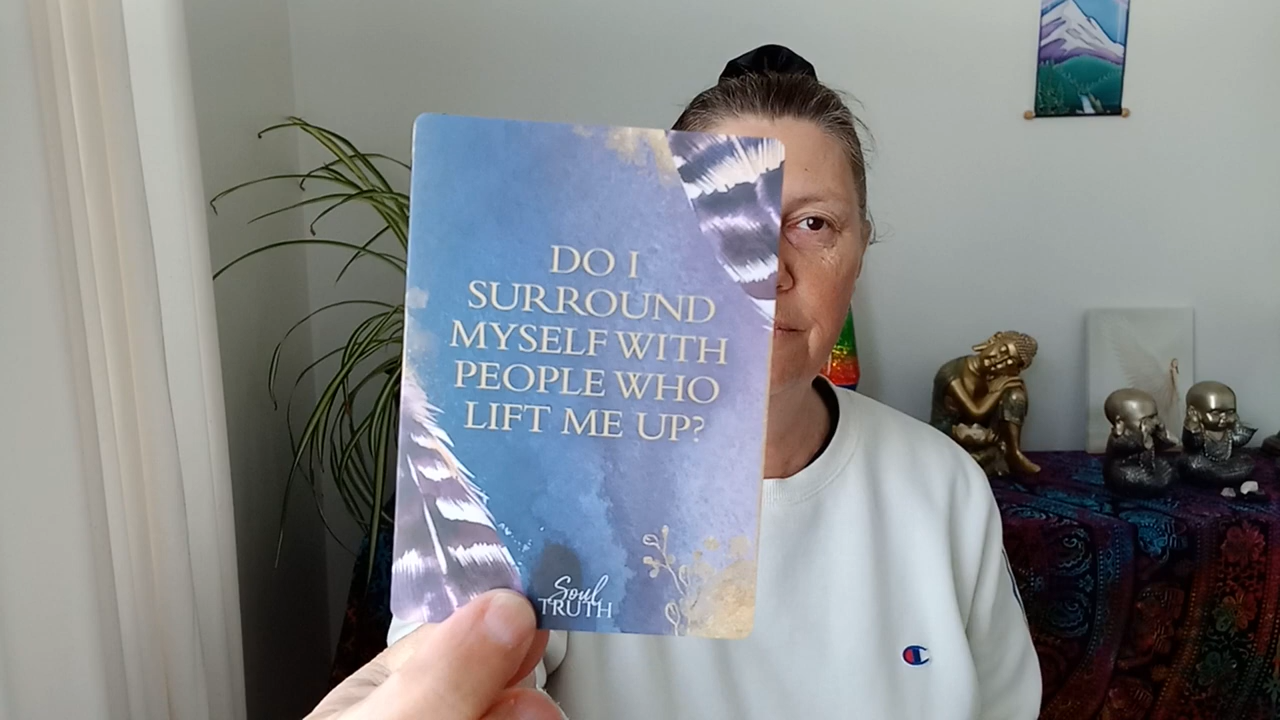 DO I
SURROUND
MYSELF WITH
PEOPLE WHO
LIFT ME UP?
Soul
TRUTH